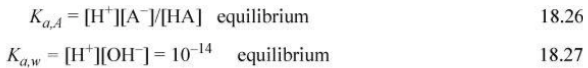 K_{a,A} = [H⁺][A⁻]/[HA] equilibrium 18.26
K_{a,w} = [H⁺][OH⁻] = 10⁻¹⁴ equilibrium 18.27